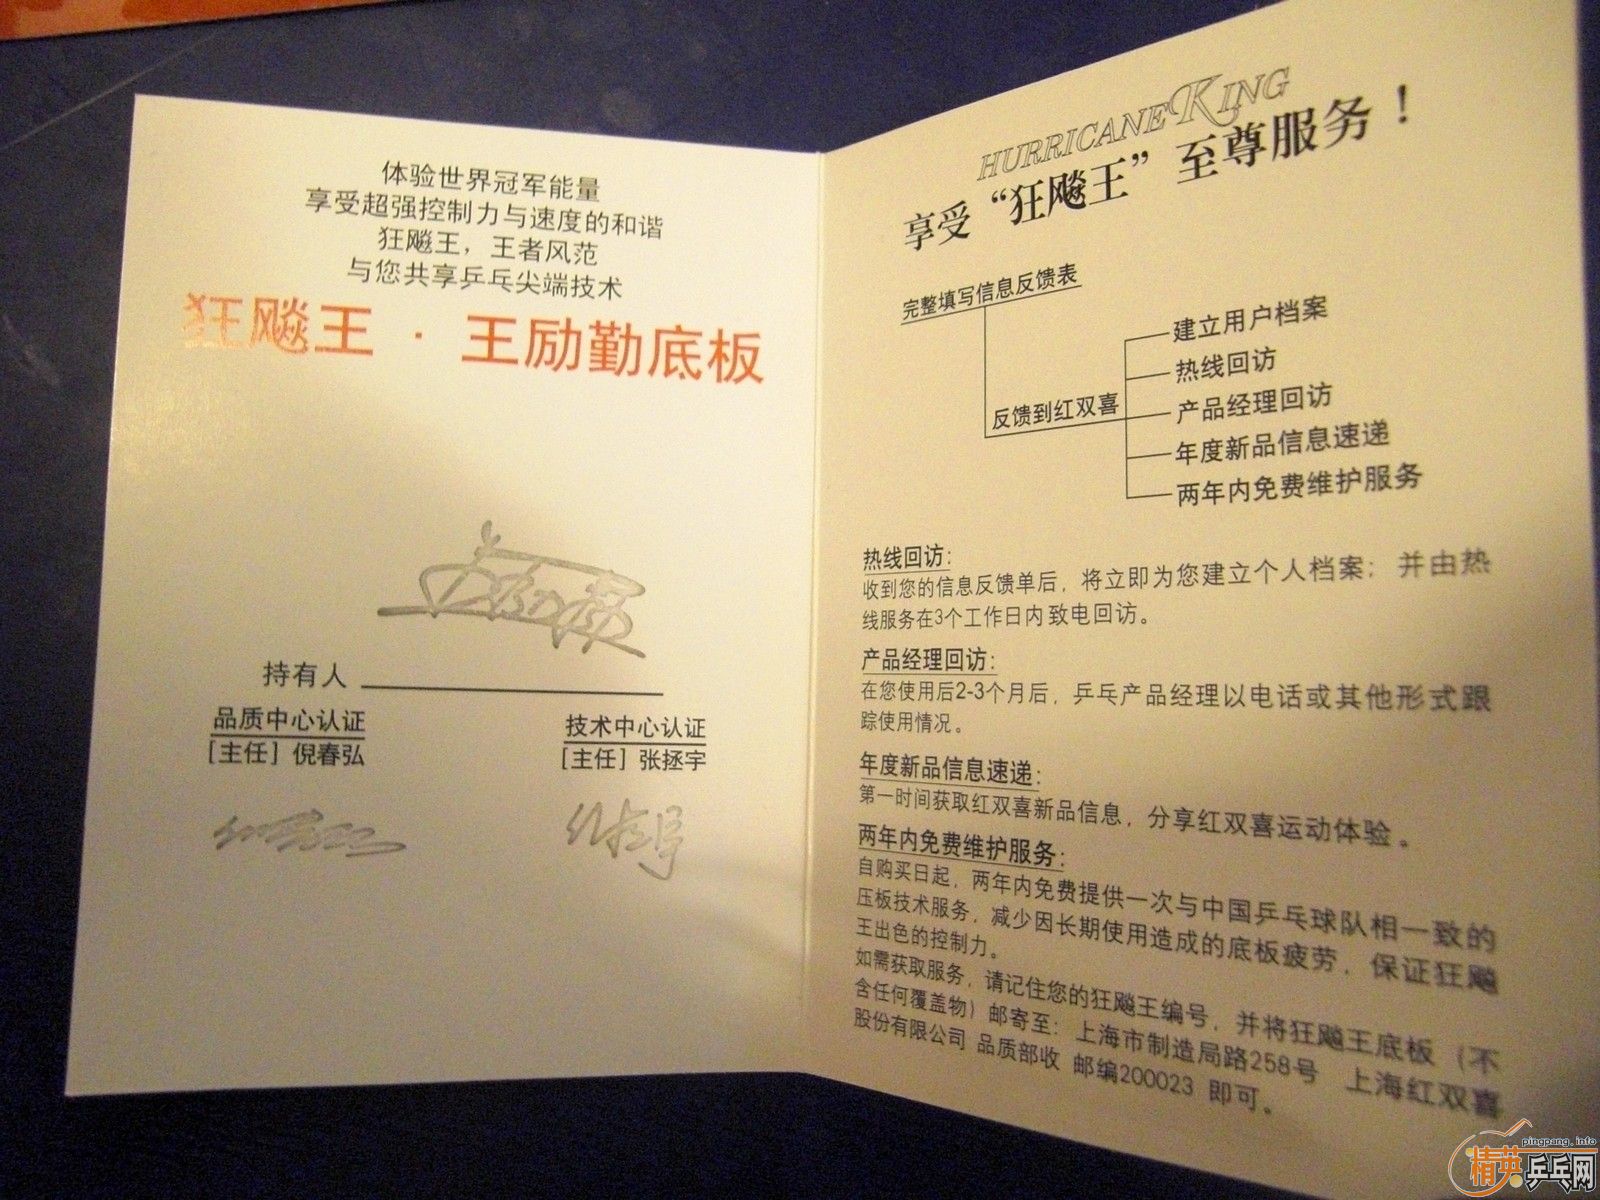 体验世界冠军能量
享受超强控制力与速度的和谐
狂飚王，王者风范
与您共享乒乓尖端技术
狂飚王·王励勤底板
持有人
品质中心认证
[主任] 倪春弘
技术中心认证
[主任] 张拯宇
HURRICANE KING
享受“狂飚王”至尊服务！
完整填写信息反馈表
反馈到红双喜
建立用户档案
热线回访
产品经理回访
年度新品信息速递
两年内免费维护服务
热线回访：
收到您的信息反馈单后，将立即为您建立个人档案；并由热
线服务在3个工作日内致电回访。
产品经理回访：
在您使用后2-3个月后，乒乓产品经理以电话或其他形式跟
踪使用情况。
年度新品信息速递：
第一时间获取红双喜新品信息，分享红双喜运动体验。
两年内免费维护服务：
自购买日起，两年内免费提供一次与中国乒乓球队相一致的
压板技术服务，减少因长期使用造成的底板疲劳，保证狂飚
王出色的控制力。
如需获取服务，请记住您的狂飚王编号，并将狂飚王底板（不
含任何覆盖物）邮寄至：上海市制造局路258号 上海红双喜
股份有限公司 品质部收 邮编200023 即可。
pingpang.info
精英乒乓网